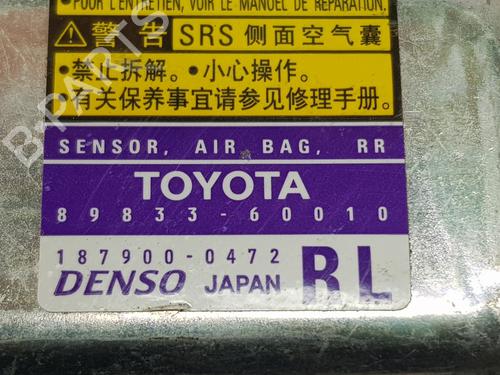 •POUR L'ENTRETIEN, VOIR LE MANUEL DE RÉPARATION.
警告 SRS 侧面空气囊
•禁止拆解。•小心操作。
•有关保养事宜请参见修理手册。
SENSOR, AIR BAG, RR
TOYOTA
89833-60010
187900-0472
DENSO JAPAN RL
B-PARTS